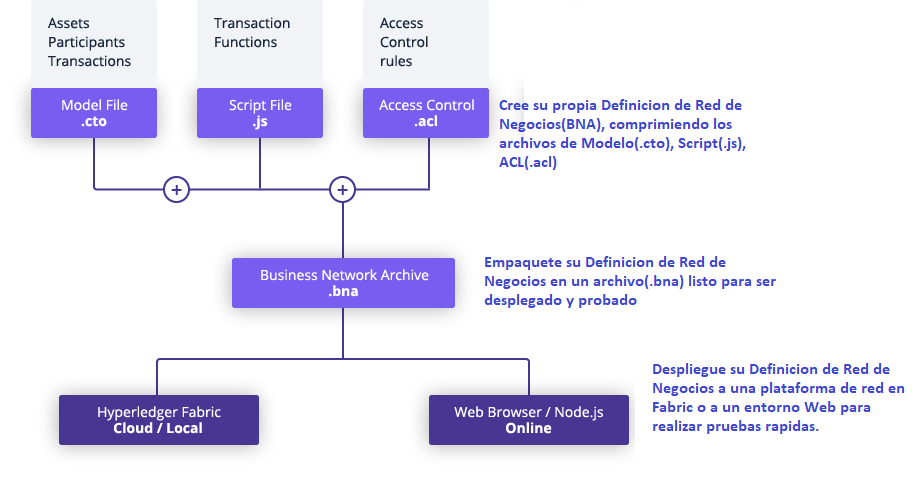 Assets
Participants
Transactions
Transaction
Functions
Access
Control
rules
Model File
.cto
Script File
.js
Access Control
.acl
Cree su propia Definicion de Red de
Negocios(BNA), comprimiendo los
archivos de Modelo(.cto), Script(.js),
ACL(.acl)
+
+
Business Network Archive
.bna
Empaquete su Definicion de Red de
Negocios en un archivo(.bna) listo para ser
desplegado y probado
Hyperledger Fabric
Cloud / Local
Web Browser / Node.js
Online
Despliegue su Definicion de Red de
Negocios a una plataforma de red en
Fabric o a un entorno Web para
realizar pruebas rapidas.